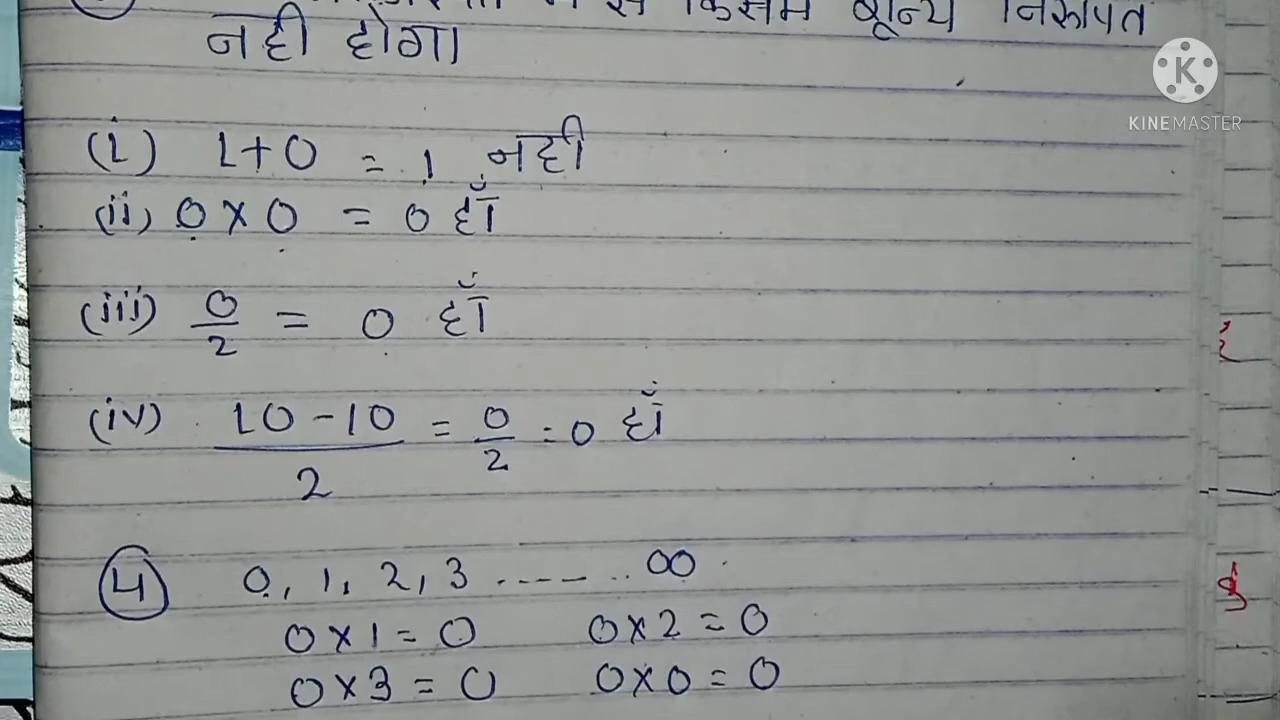 में से किसमें शून्य निरूपित
नही होगा
K
KINEMASTER
(i) 1+0 = 1 नही
(ii) 0×0 = 0 हाँ
(iii) 0/2 = 0 हाँ
(iv) 10-10/2 = 0/2 = 0 हाँ
4 0, 1, 2, 3 ------- .. ∞
0×1=0 0×2=0
0×3=0 0×0=0